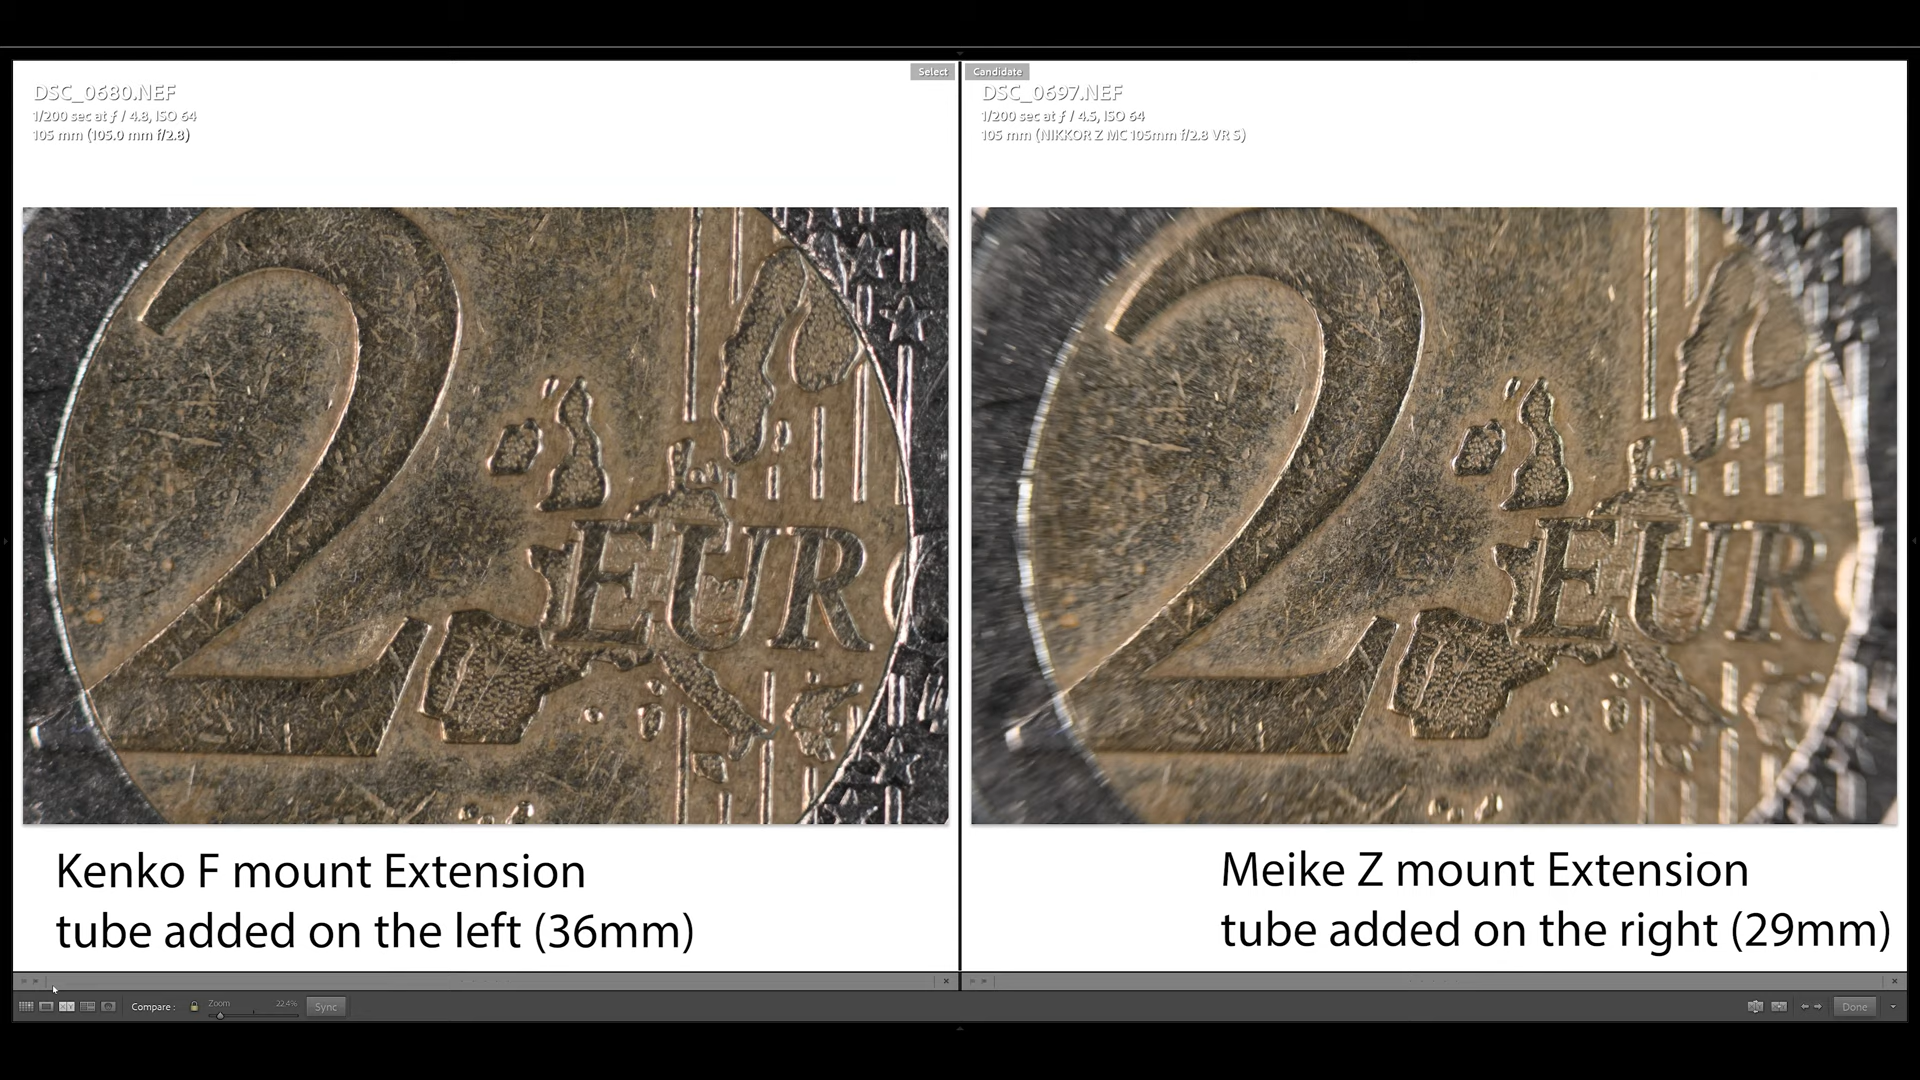 Select
Candidate
DSC_0680.NEF
1/200 sec at ƒ / 4.8, ISO 64
105 mm (105.0 mm f/2.8)
DSC_0697.NEF
1/200 sec at ƒ / 4.5, ISO 64
105 mm (NIKKOR Z MC 105mm f/2.8 VR S)
2
EUR
2
EUR
Kenko F mount Extension
tube added on the left (36mm)
Meike Z mount Extension
tube added on the right (29mm)
Compare :
Zoom
22.4%
Sync
Done